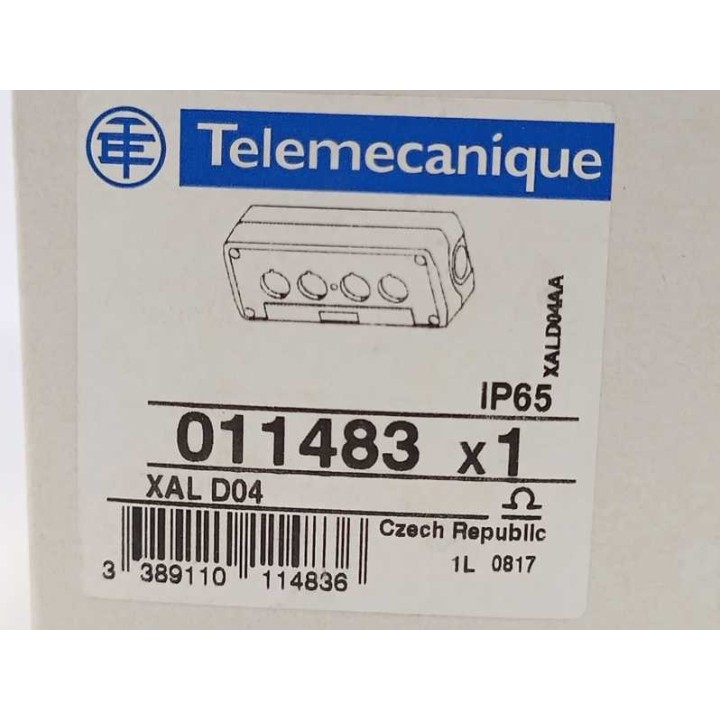 Telemecanique
XALD04AA
IP65
011483 x1
XAL D04
Czech Republic
3 389110 114836
1L 0817